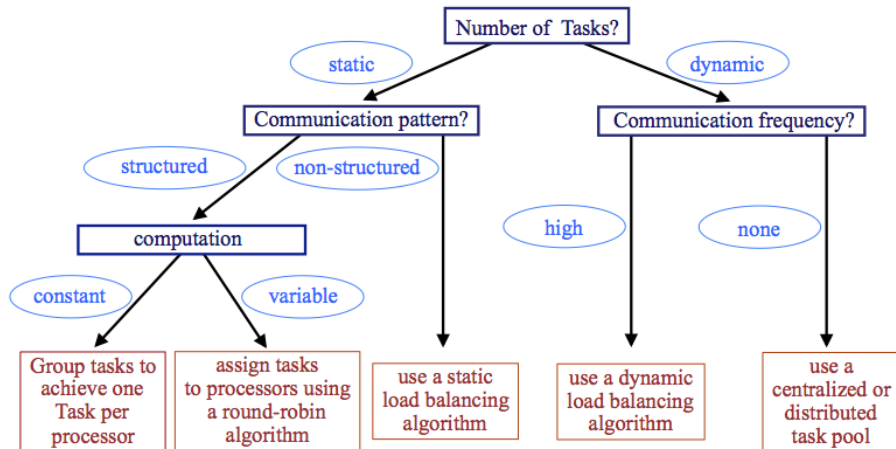 Number of Tasks?
static
dynamic
Communication pattern?
Communication frequency?
structured
non-structured
high
none
computation
constant
variable
Group tasks to
achieve one
Task per
processor
assign tasks
to processors using
a round-robin
algorithm
use a static
load balancing
algorithm
use a dynamic
load balancing
algorithm
use a
centralized or
distributed
task pool